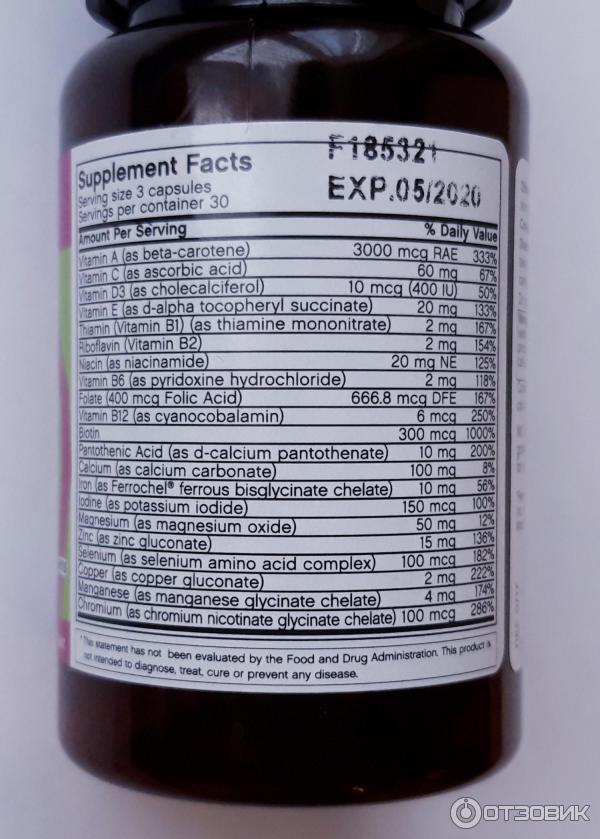 F185321
EXP.05/2020
Supplement Facts
Serving size 3 capsules
Servings per container 30
Amount Per Serving % Daily Value
Vitamin A (as beta-carotene) 3000 mcg RAE 333%
Vitamin C (as ascorbic acid) 60 mg 67%
Vitamin D3 (as cholecalciferol) 10 mcg (400 IU) 50%
Vitamin E (as d-alpha tocopheryl succinate) 20 mg 133%
Thiamin (Vitamin B1) (as thiamine mononitrate) 2 mg 167%
Riboflavin (Vitamin B2) 2 mg 154%
Niacin (as niacinamide) 20 mg NE 125%
Vitamin B6 (as pyridoxine hydrochloride) 2 mg 118%
Folate (400 mcg Folic Acid) 666.8 mcg DFE 167%
Vitamin B12 (as cyanocobalamin) 6 mcg 250%
Biotin 300 mcg 1000%
Pantothenic Acid (as d-calcium pantothenate) 10 mg 200%
Calcium (as calcium carbonate) 100 mg 8%
Iron (as Ferrochel® ferrous bisglycinate chelate) 10 mg 56%
Iodine (as potassium iodide) 150 mcg 100%
Magnesium (as magnesium oxide) 50 mg 12%
Zinc (as zinc gluconate) 15 mg 136%
Selenium (as selenium amino acid complex) 100 mcg 182%
Copper (as copper gluconate) 2 mg 222%
Manganese (as manganese glycinate chelate) 4 mg 174%
Chromium (as chromium nicotinate glycinate chelate) 100 mcg 286%
* This statement has not been evaluated by the Food and Drug Administration. This product is
not intended to diagnose, treat, cure or prevent any disease.
ОТЗОВИК